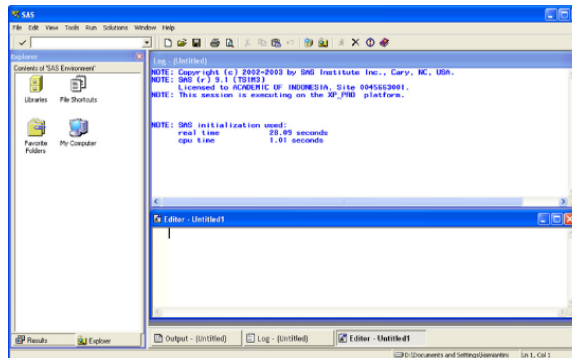 SAS
File Edit View Tools Run Solutions Window Help
Explorer
Contents of 'SAS Environment'
Libraries
File Shortcuts
Favorite Folders
My Computer
Results
Explorer
Log - (Untitled)
NOTE: Copyright (c) 2002-2003 by SAS Institute Inc., Cary, NC, USA.
NOTE: SAS (r) 9.1 (TS1M3)
Licensed to ACADEMIC OF INDONESIA, Site 0045663001.
NOTE: This session is executing on the XP_PRO platform.
NOTE: SAS initialization used:
real time 28.09 seconds
cpu time 1.01 seconds
Editor - Untitled1
Output - (Untitled)
Log - (Untitled)
Editor - Untitled1
D:\Documents and Settings\
Ln 1, Col 1